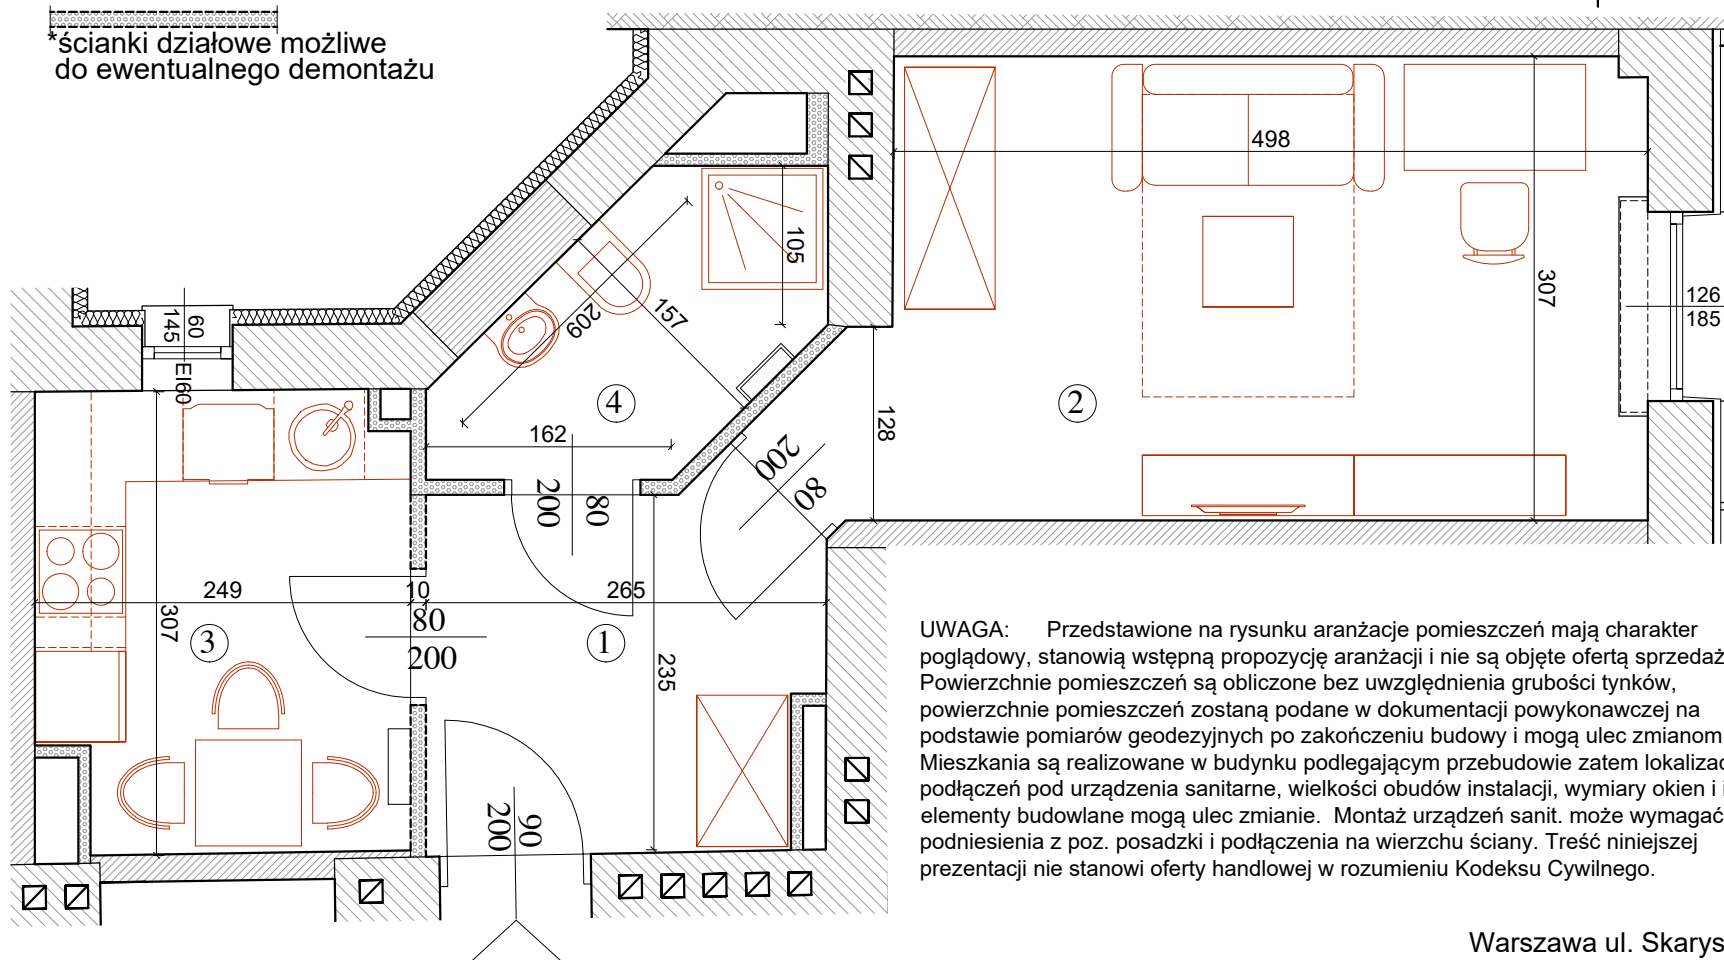 *ścianki działowe możliwe
do ewentualnego demontażu
498
105
307
126
185
60
145
EI60
209
157
4
2
128
162
200
80
200
80
249
10
265
307
80
200
3
1
235
90
200
UWAGA: Przedstawione na rysunku aranżacje pomieszczeń mają charakter
poglądowy, stanowią wstępną propozycję aranżacji i nie są objęte ofertą sprzedaż
Powierzchnie pomieszczeń są obliczone bez uwzględnienia grubości tynków,
powierzchnie pomieszczeń zostaną podane w dokumentacji powykonawczej na
podstawie pomiarów geodezyjnych po zakończeniu budowy i mogą ulec zmianom
Mieszkania są realizowane w budynku podlegającym przebudowie zatem lokalizac
podłączeń pod urządzenia sanitarne, wielkości obudów instalacji, wymiary okien i i
elementy budowlane mogą ulec zmianie. Montaż urządzeń sanit. może wymagać
podniesienia z poz. posadzki i podłączenia na wierzchu ściany. Treść niniejszej
prezentacji nie stanowi oferty handlowej w rozumieniu Kodeksu Cywilnego.
Warszawa ul. Skarys